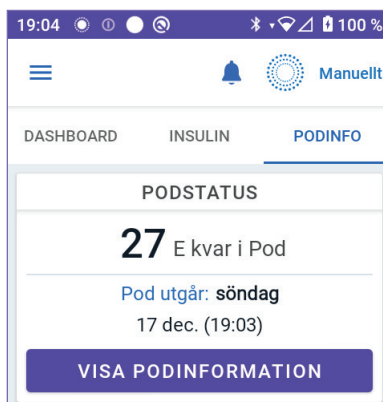 19:04 100 %
Manuellt
DASHBOARD INSULIN PODINFO
PODSTATUS
27 E kvar i Pod
Pod utgår: söndag
17 dec. (19:03)
VISA PODINFORMATION